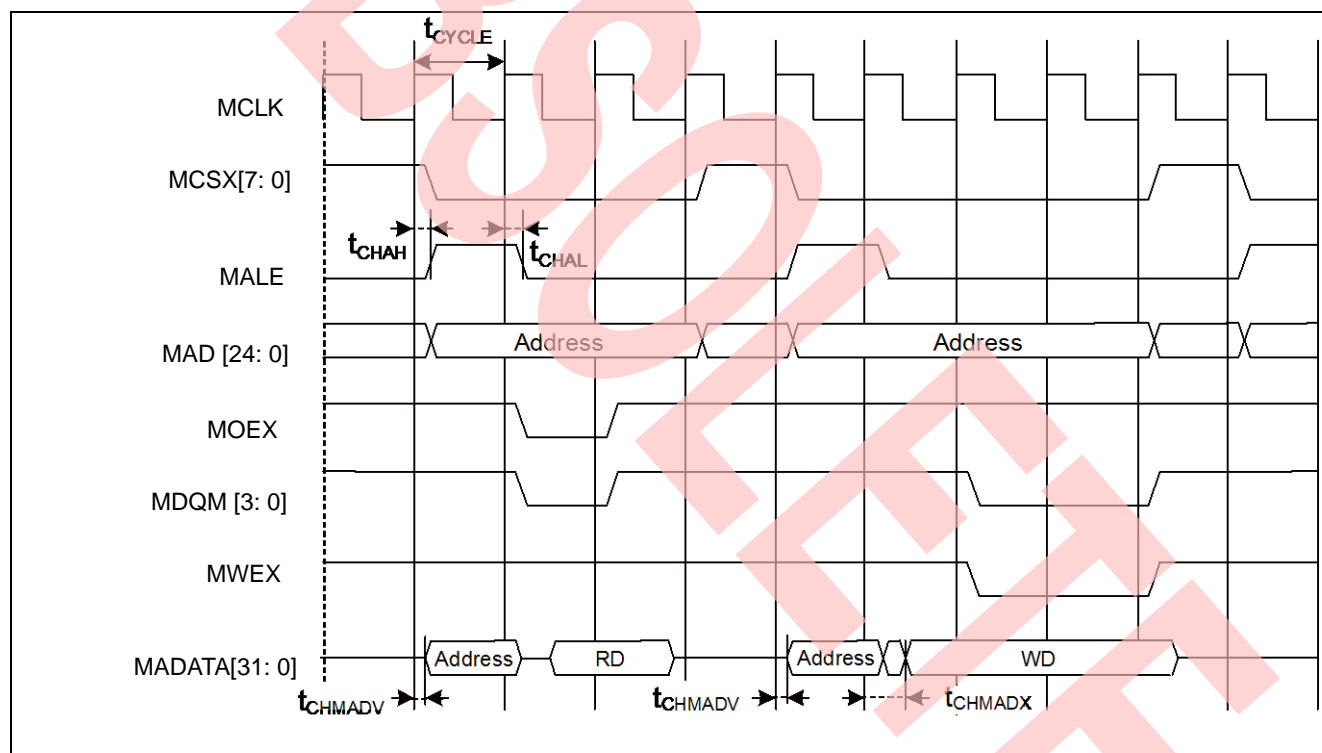 OBSOLETE
tCYCLE
MCLK
MCSX[7: 0]
tCHAH
tCHAL
MALE
MAD [24: 0]
Address
Address
MOEX
MDQM [3: 0]
MWEX
MADATA[31: 0]
Address
RD
Address
WD
tCHMADV
tCHMADV
tCHMADX